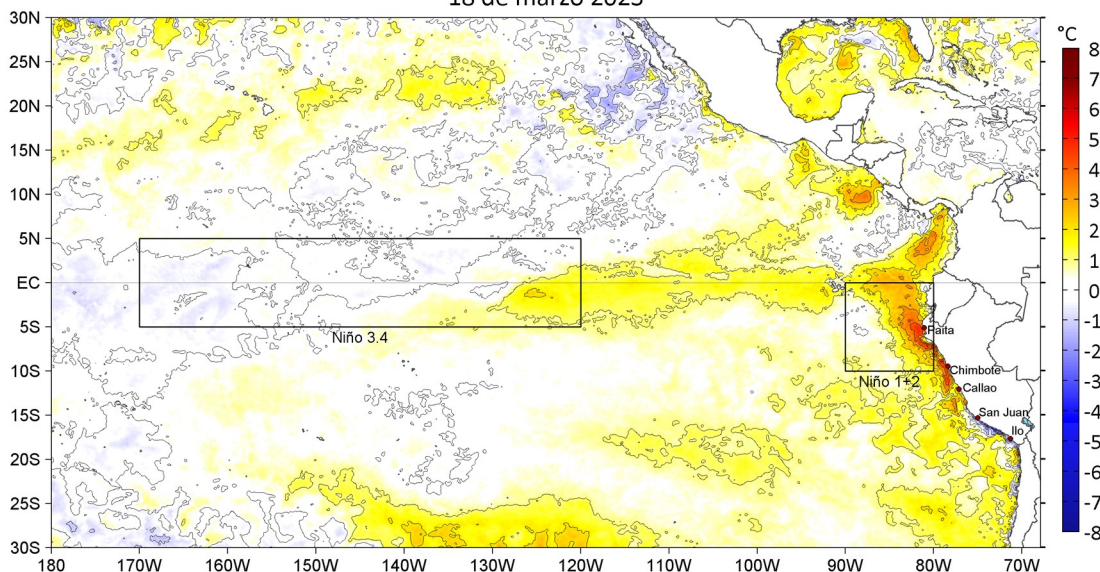 18 de marzo 2023
30N
25N
20N
15N
10N
5N
EC
5S
10S
15S
20S
25S
30S
180
170W
160W
150W
140W
130W
120W
110W
100W
90W
80W
70W
Niño 3.4
Niño 1+2
Paita
Chimbote
Callao
San Juan
Ilo
°C
8
7
6
5
4
3
2
1
0
-1
-2
-3
-4
-5
-6
-7
-8